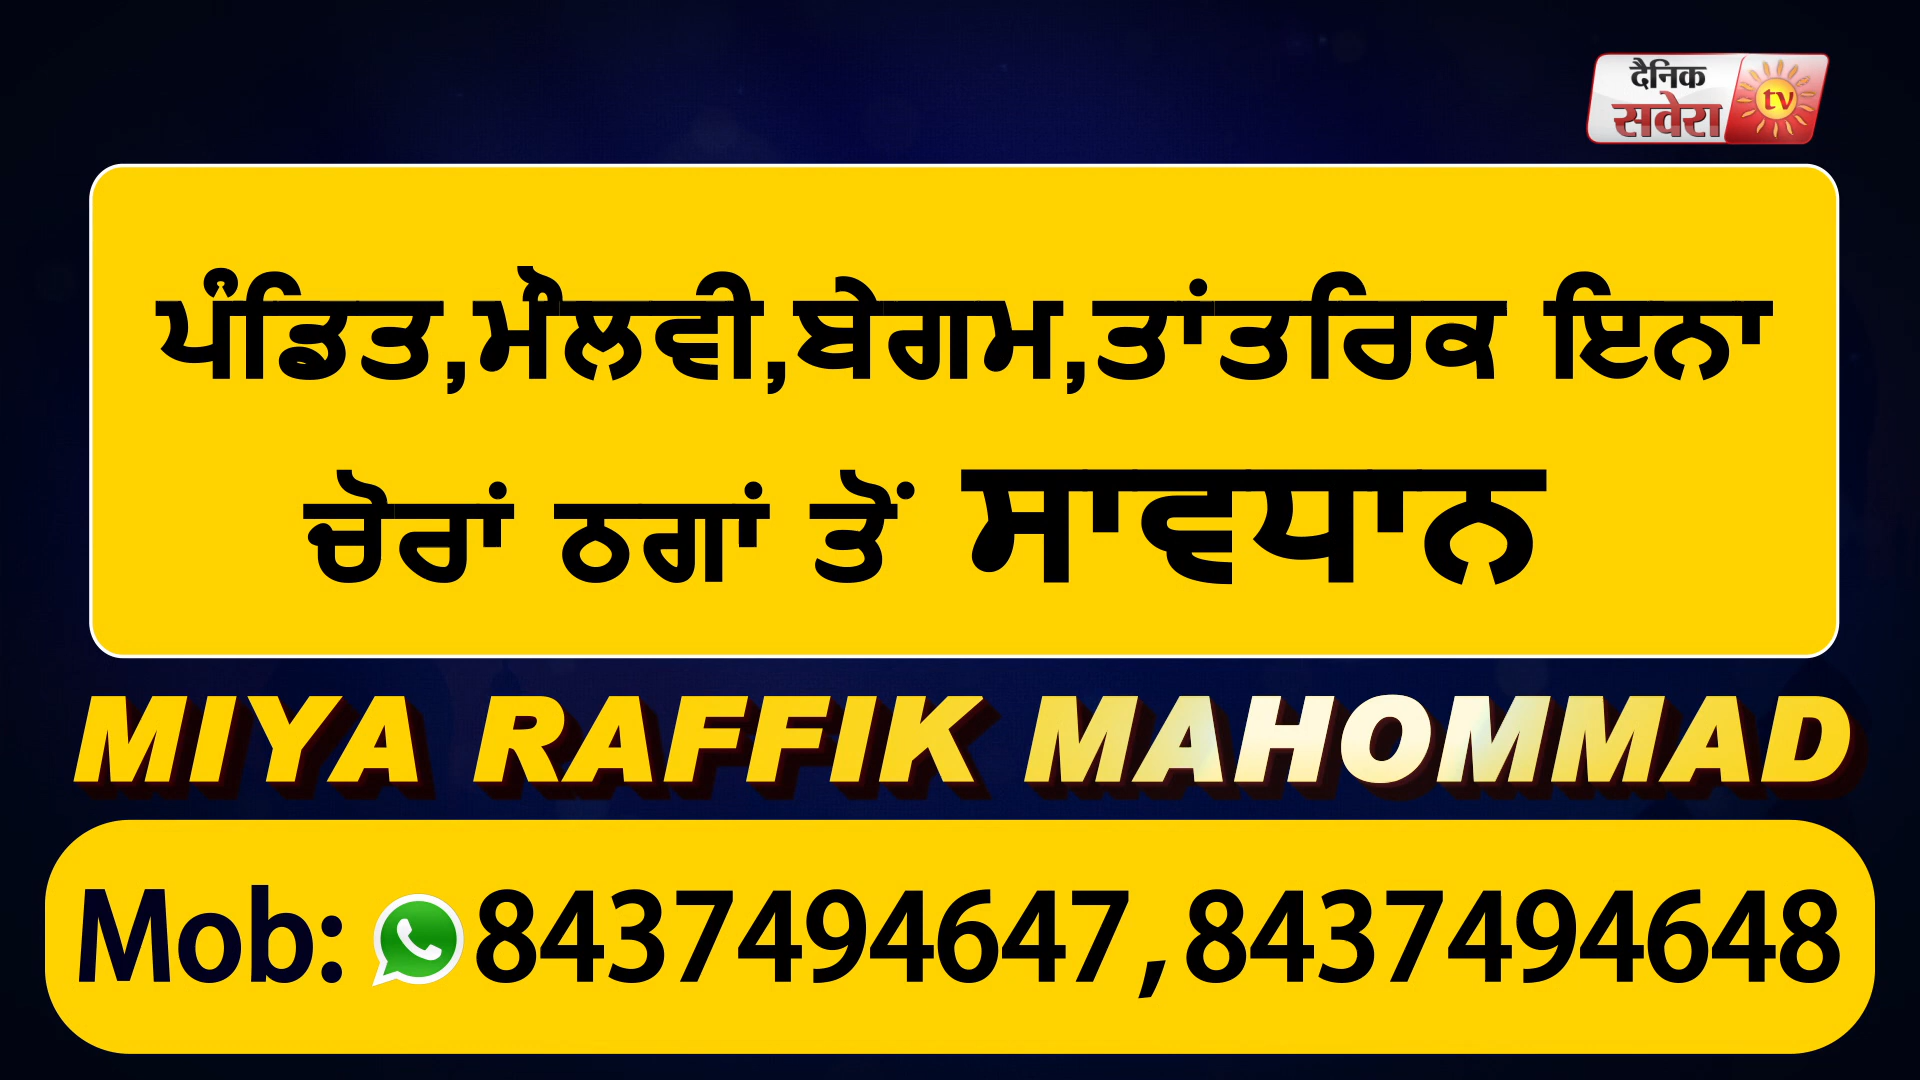 दैनिक
सवेरा tv
ਪੰਡਿਤ,ਮੌਲਵੀ,ਬੇਗਮ,ਤਾਂਤਰਿਕ ਇਨਾ
ਚੋਰਾਂ ਠਗਾਂ ਤੋਂ ਸਾਵਧਾਨ
MIYA RAFFIK MAHOMMAD
Mob: 8437494647, 8437494648